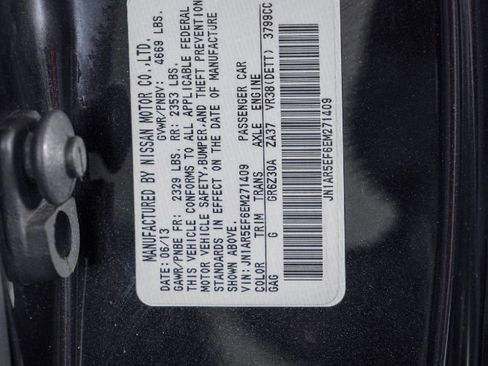 MANUFACTURED BY NISSAN MOTOR CO.,LTD.
DATE: 06/13 GVWR/PNBV: 4669 LBS.
GAWR/PNBE FR: 2329 LBS. RR: 2353 LBS.
THIS VEHICLE CONFORMS TO ALL APPLICABLE FEDERAL
MOTOR VEHICLE SAFETY,BUMPER,AND THEFT PREVENTION
STANDARDS IN EFFECT ON THE DATE OF MANUFACTURE
SHOWN ABOVE.
VIN: JN1AR5EF6EM271409 PASSENGER CAR
COLOR TRIM TRANS AXLE ENGINE
GAG G GR6Z30A ZA37 VR38(DETT) 3799CC
JN1AR5EF6EM271409